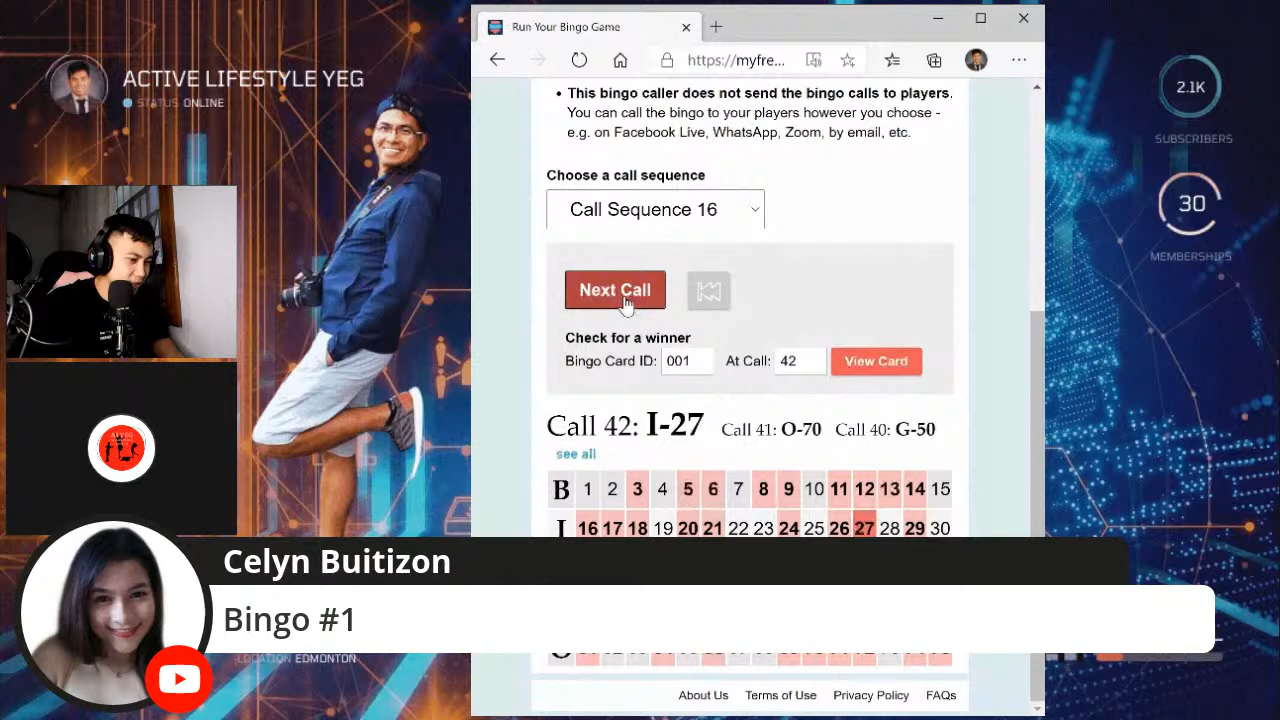 ACTIVE LIFESTYLE YEG
STATUS ONLINE
Run Your Bingo Game
https://myfre...
This bingo caller does not send the bingo calls to players.
You can call the bingo to your players however you choose -
e.g. on Facebook Live, WhatsApp, Zoom, by email, etc.
Choose a call sequence
Call Sequence 16
Next Call
Check for a winner
Bingo Card ID: 001 At Call: 42 View Card
Call 42: I-27 Call 41: O-70 Call 40: G-50
see all
B 1 2 3 4 5 6 7 8 9 10 11 12 13 14 15
I 16 17 18 19 20 21 22 23 24 25 26 27 28 29 30
2.1K
SUBSCRIBERS
30
MEMBERSHIPS
Celyn Buitizon
Bingo #1
LOCATION EDMONTON
About Us Terms of Use Privacy Policy FAQs